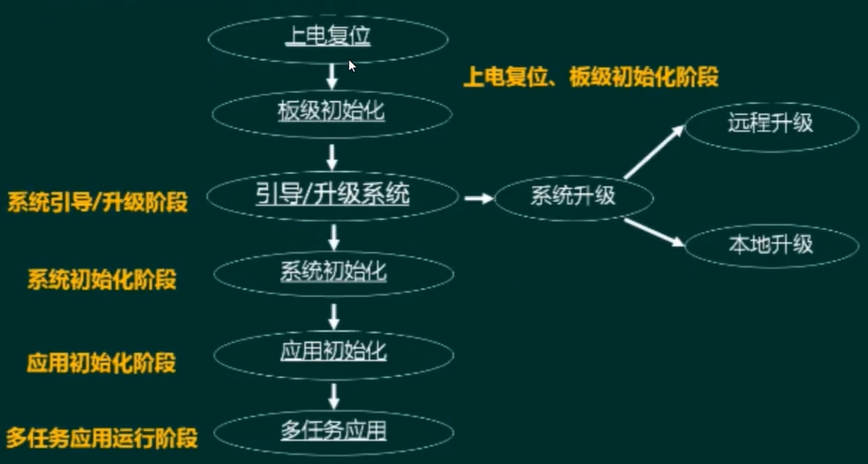 上电复位
上电复位、板级初始化阶段
板级初始化
远程升级
系统引导/升级阶段
引导/升级系统
系统升级
本地升级
系统初始化阶段
系统初始化
应用初始化阶段
应用初始化
多任务应用运行阶段
多任务应用